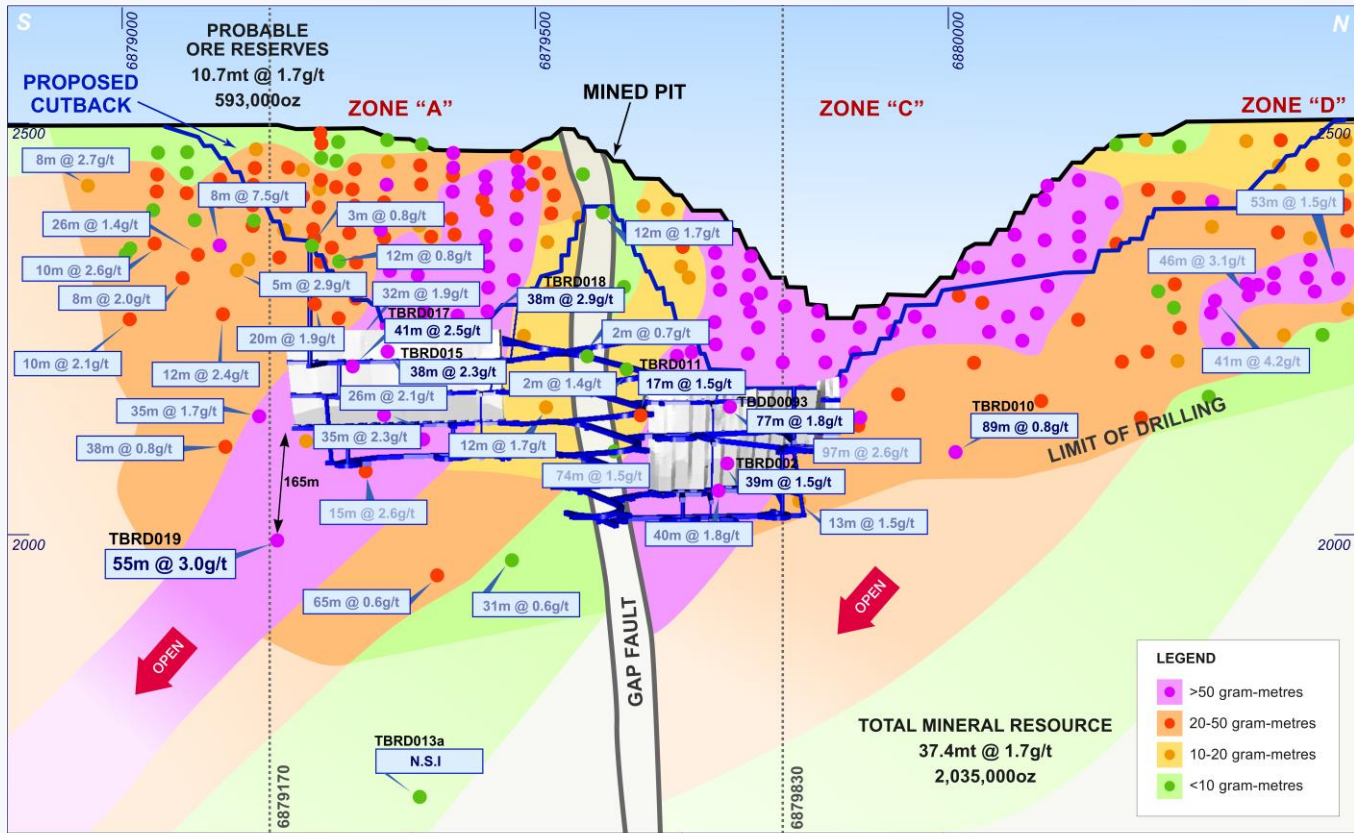 S
N
6879000
6879500
6880000
PROBABLE
ORE RESERVES
10.7mt @ 1.7g/t
593,000oz
PROPOSED
CUTBACK
ZONE “A”
MINED PIT
ZONE “C”
ZONE “D”
2500
2500
8m @ 2.7g/t
8m @ 7.5g/t
26m @ 1.4g/t
3m @ 0.8g/t
53m @ 1.5g/t
12m @ 1.7g/t
10m @ 2.6g/t
12m @ 0.8g/t
46m @ 3.1g/t
8m @ 2.0g/t
5m @ 2.9g/t
32m @ 1.9g/t
TBRD018
38m @ 2.9g/t
TBRD017
41m @ 2.5g/t
20m @ 1.9g/t
2m @ 0.7g/t
10m @ 2.1g/t
12m @ 2.4g/t
TBRD015
38m @ 2.3g/t
TBRD011
17m @ 1.5g/t
41m @ 4.2g/t
2m @ 1.4g/t
26m @ 2.1g/t
TBDD0093
77m @ 1.8g/t
TBRD010
89m @ 0.8g/t
35m @ 1.7g/t
35m @ 2.3g/t
12m @ 1.7g/t
38m @ 0.8g/t
97m @ 2.6g/t
LIMIT OF DRILLING
74m @ 1.5g/t
TBRD002
39m @ 1.5g/t
165m
15m @ 2.6g/t
13m @ 1.5g/t
40m @ 1.8g/t
2000
2000
TBRD019
55m @ 3.0g/t
65m @ 0.6g/t
31m @ 0.6g/t
OPEN
OPEN
GAP FAULT
TBRD013a
N.S.I
6879170
6879830
TOTAL MINERAL RESOURCE
37.4mt @ 1.7g/t
2,035,000oz
LEGEND
>50 gram-metres
20-50 gram-metres
10-20 gram-metres
<10 gram-metres